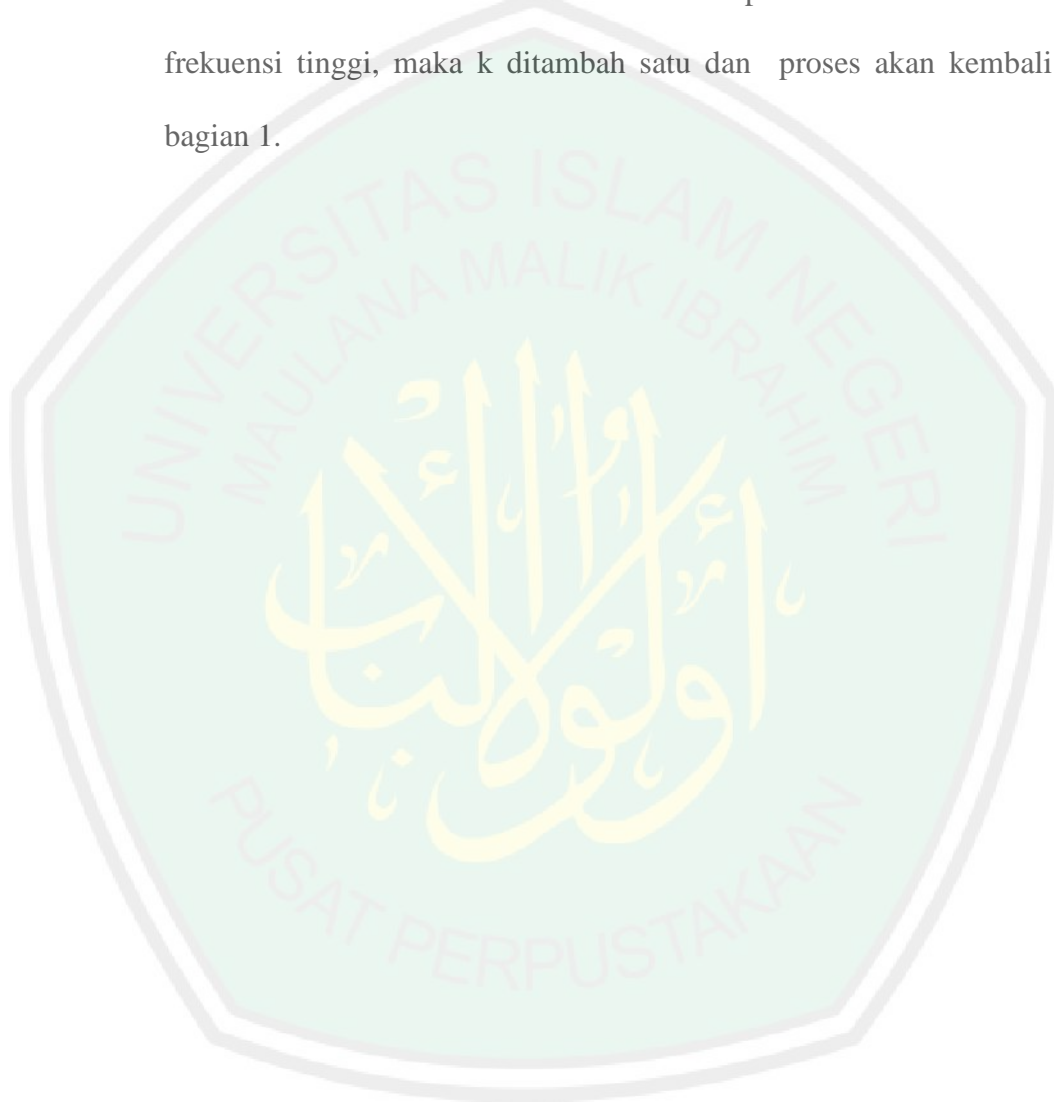 frekuensi tinggi, maka k ditambah satu dan proses akan kembali
bagian 1.
UNIVERSITAS ISLAM NEGERI
MAULANA MALIK IBRAHIM
PUSAT PERPUSTAKAAN